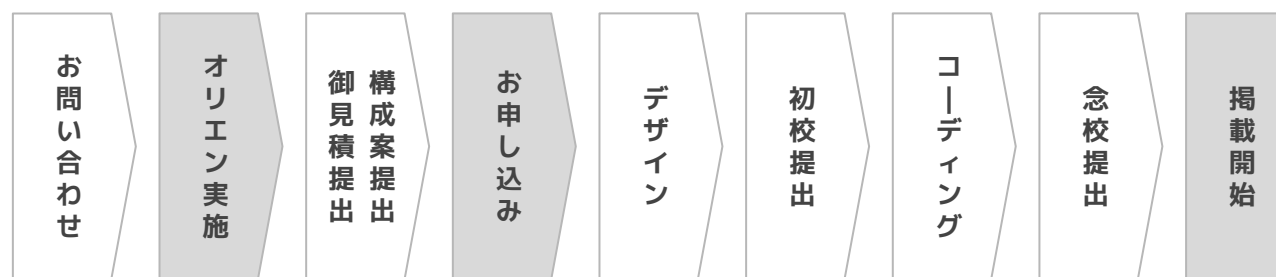 お問い合わせ
オリエン実施
構成案提出
御見積提出
お申し込み
デザイン
初校提出
コーディング
念校提出
掲載開始